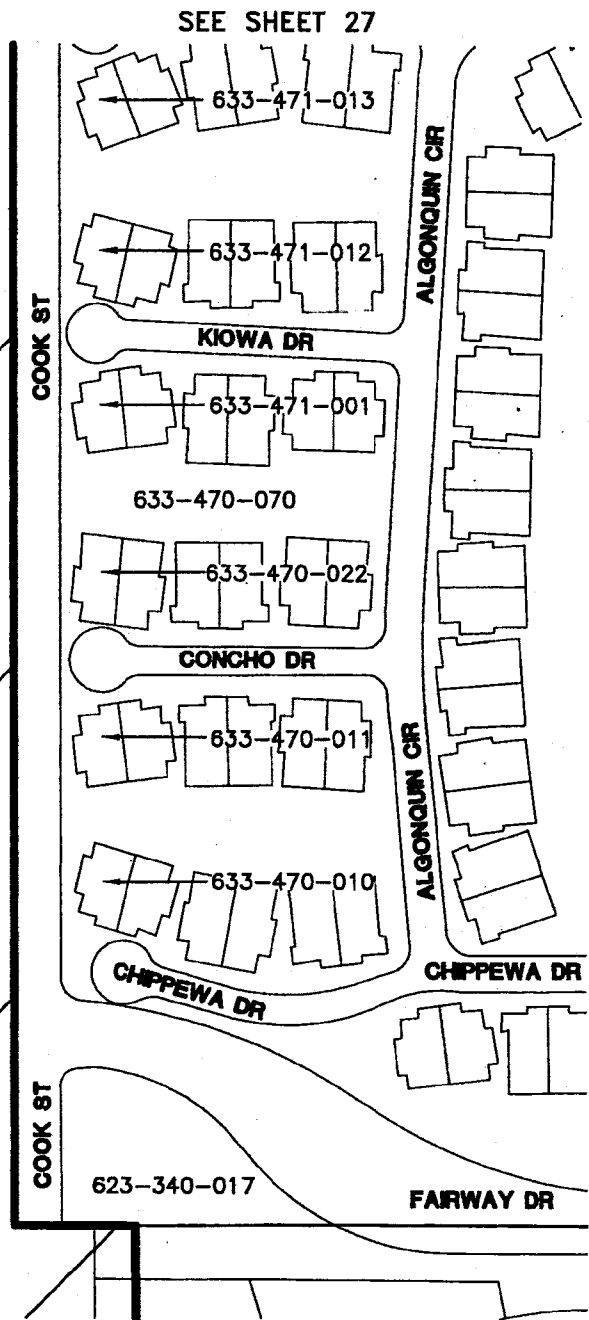 SEE SHEET 27
633-471-013
ALGONQUIN CIR
633-471-012
COOK ST
KIOWA DR
633-471-001
633-470-070
633-470-022
CONCHO DR
633-470-011
ALGONQUIN CIR
633-470-010
CHIPPEWA DR
CHIPPEWA DR
COOK ST
623-340-017
FAIRWAY DR